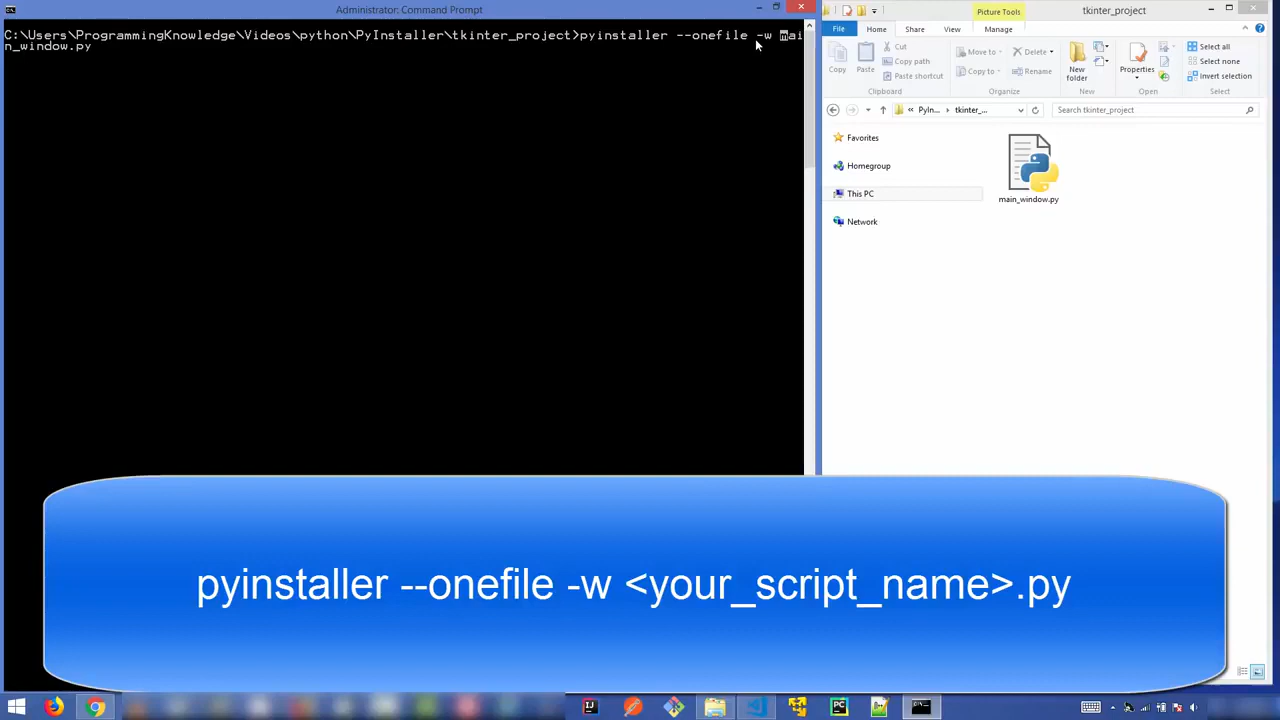 Administrator: Command Prompt
C:\Users\ProgrammingKnowledge\Videos\python\PyInstaller\tkinter_project>pyinstaller --onefile -w mai
n_window.py
Picture Tools
tkinter_project
File
Home
Share
View
Manage
Copy
Paste
Cut
Copy path
Paste shortcut
Clipboard
Move to
Copy to
Delete
Rename
Organize
New
folder
New
Properties
Open
Select all
Select none
Invert selection
Select
« PyIn...
tkinter_...
Search tkinter_project
Favorites
Homegroup
This PC
Network
main_window.py
pyinstaller --onefile -w <your_script_name>.py